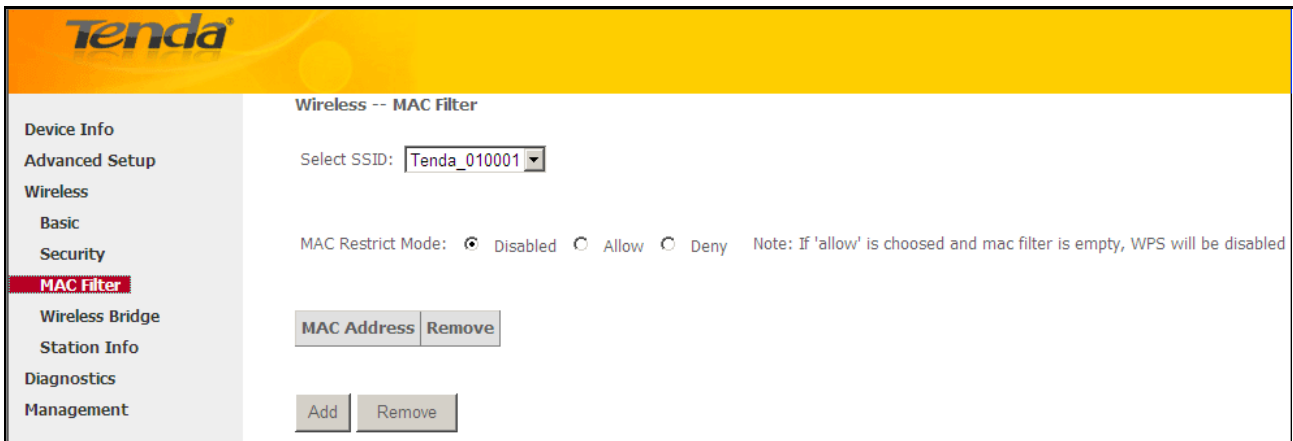 Tenda®
Device Info
Advanced Setup
Wireless
Basic
Security
MAC Filter
Wireless Bridge
Station Info
Diagnostics
Management
Wireless -- MAC Filter
Select SSID: Tenda_010001
MAC Restrict Mode: Disabled Allow Deny Note: If 'allow' is choosed and mac filter is empty, WPS will be disabled
MAC Address Remove
Add Remove